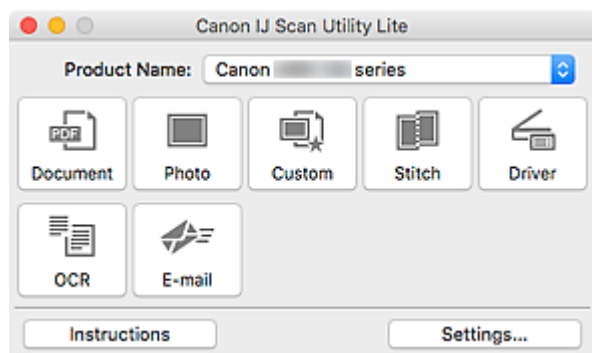 Canon IJ Scan Utility Lite
Product Name: Canon series
PDF
Document Photo Custom Stitch Driver
OCR E-mail
Instructions Settings...